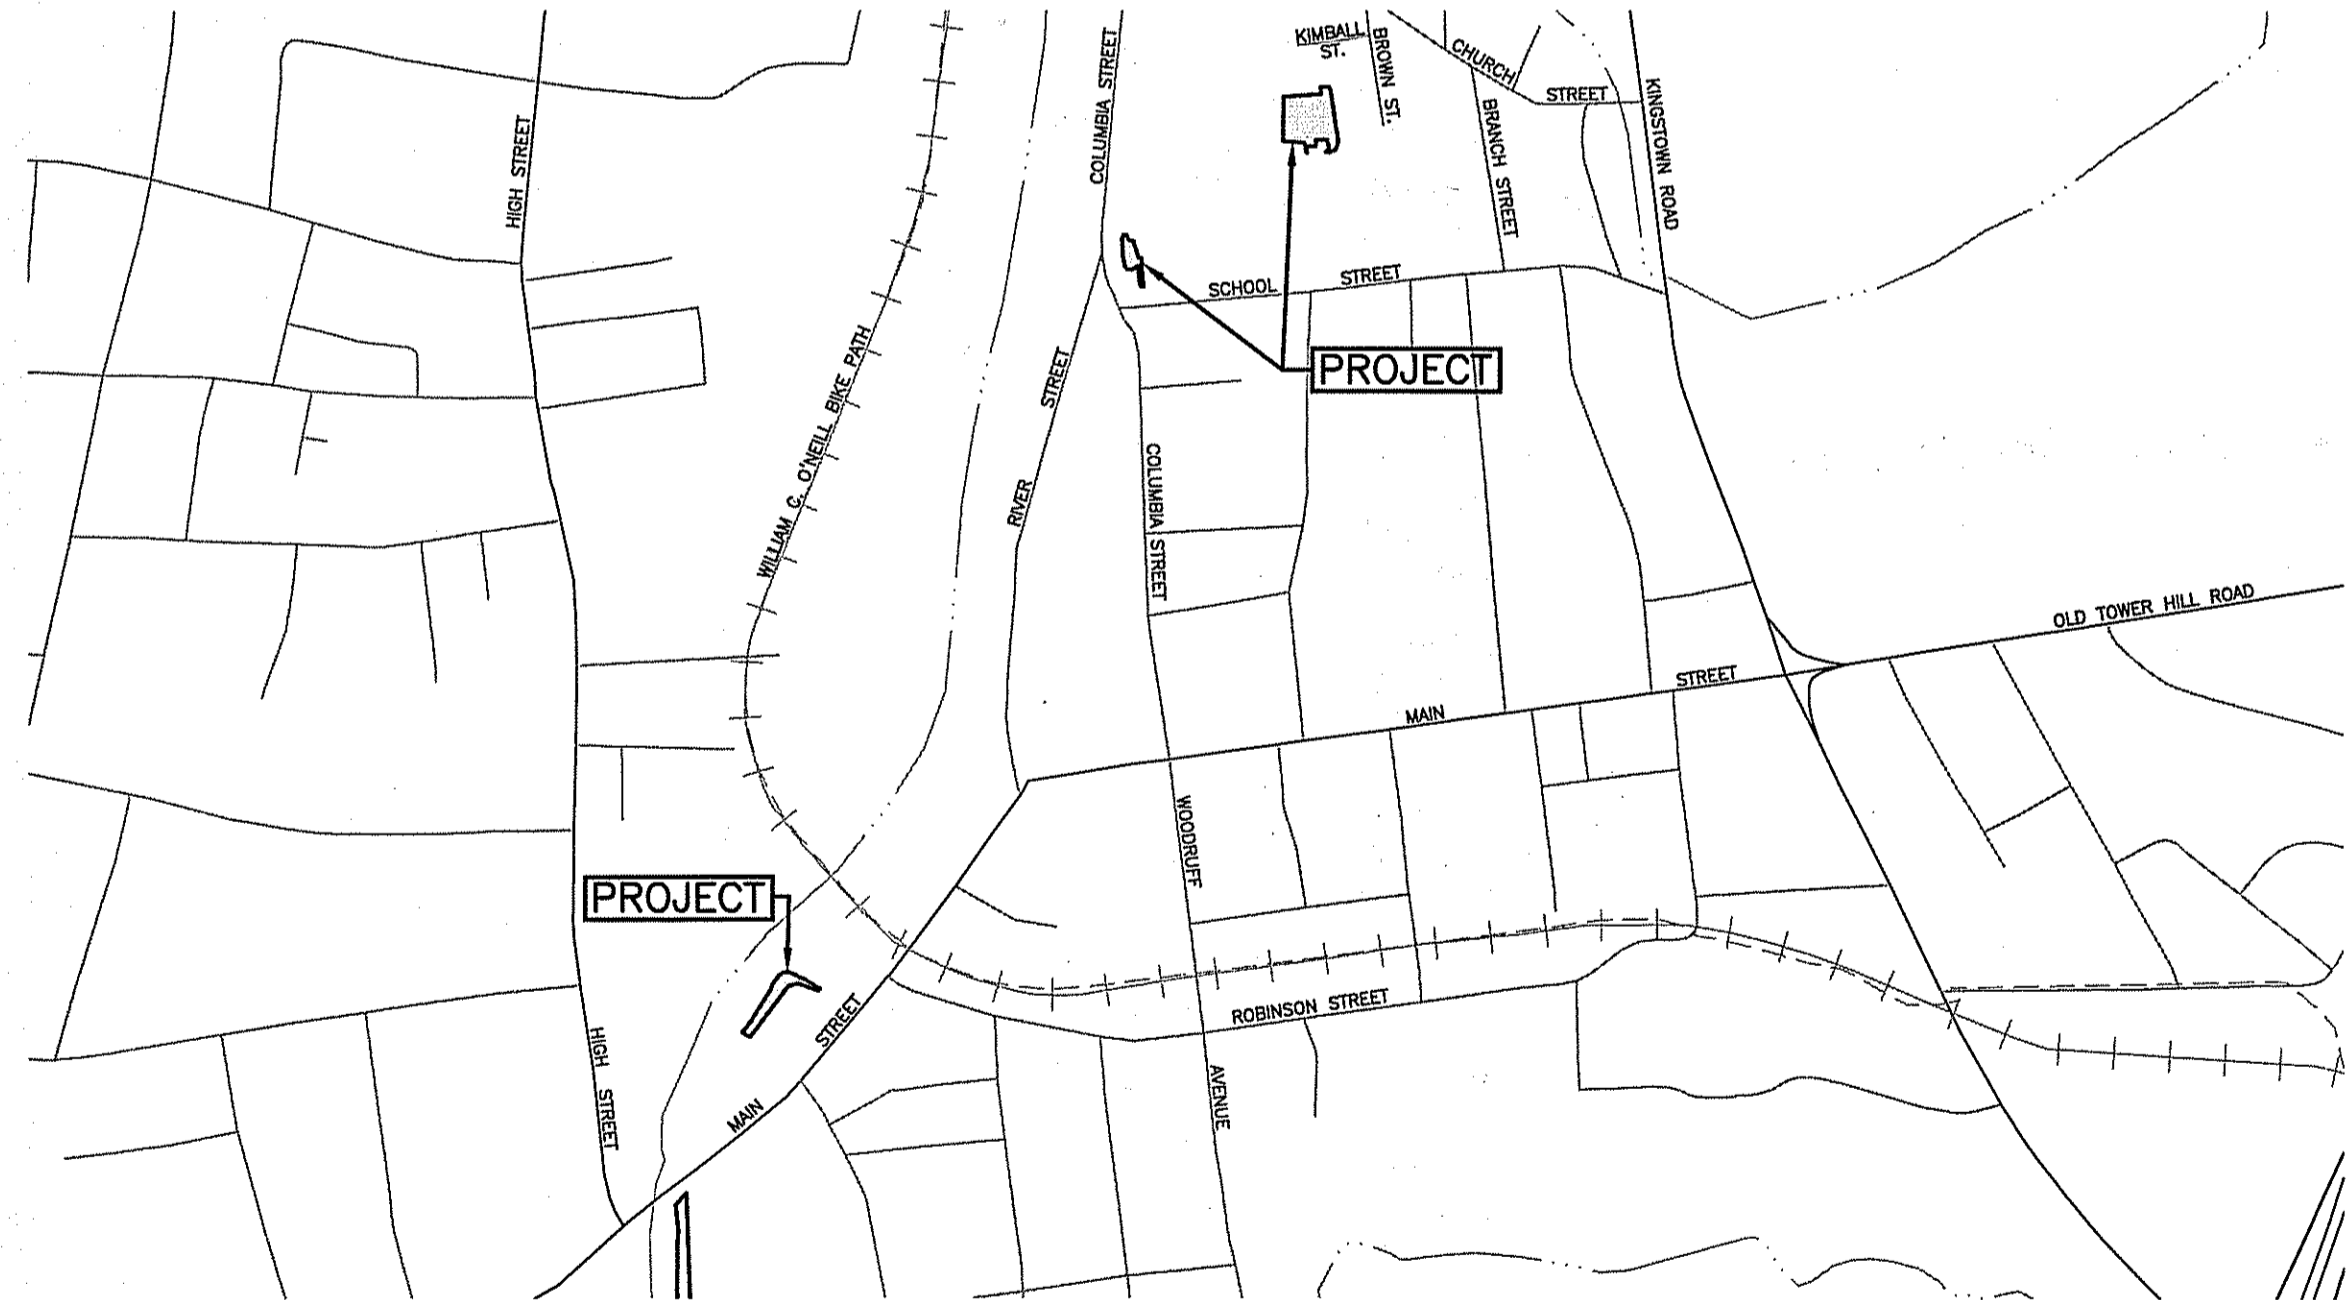 KIMBALL
ST.
BROWN ST.
CHURCH
STREET
COLUMBIA STREET
HIGH STREET
BRANCH STREET
KINGSTOWN ROAD
SCHOOL
STREET
PROJECT
WILLIAM C. O'NEILL BIKE PATH
RIVER
STREET
COLUMBIA STREET
OLD TOWER HILL ROAD
MAIN
STREET
WOODRUFF
AVENUE
PROJECT
ROBINSON STREET
HIGH STREET
MAIN
STREET